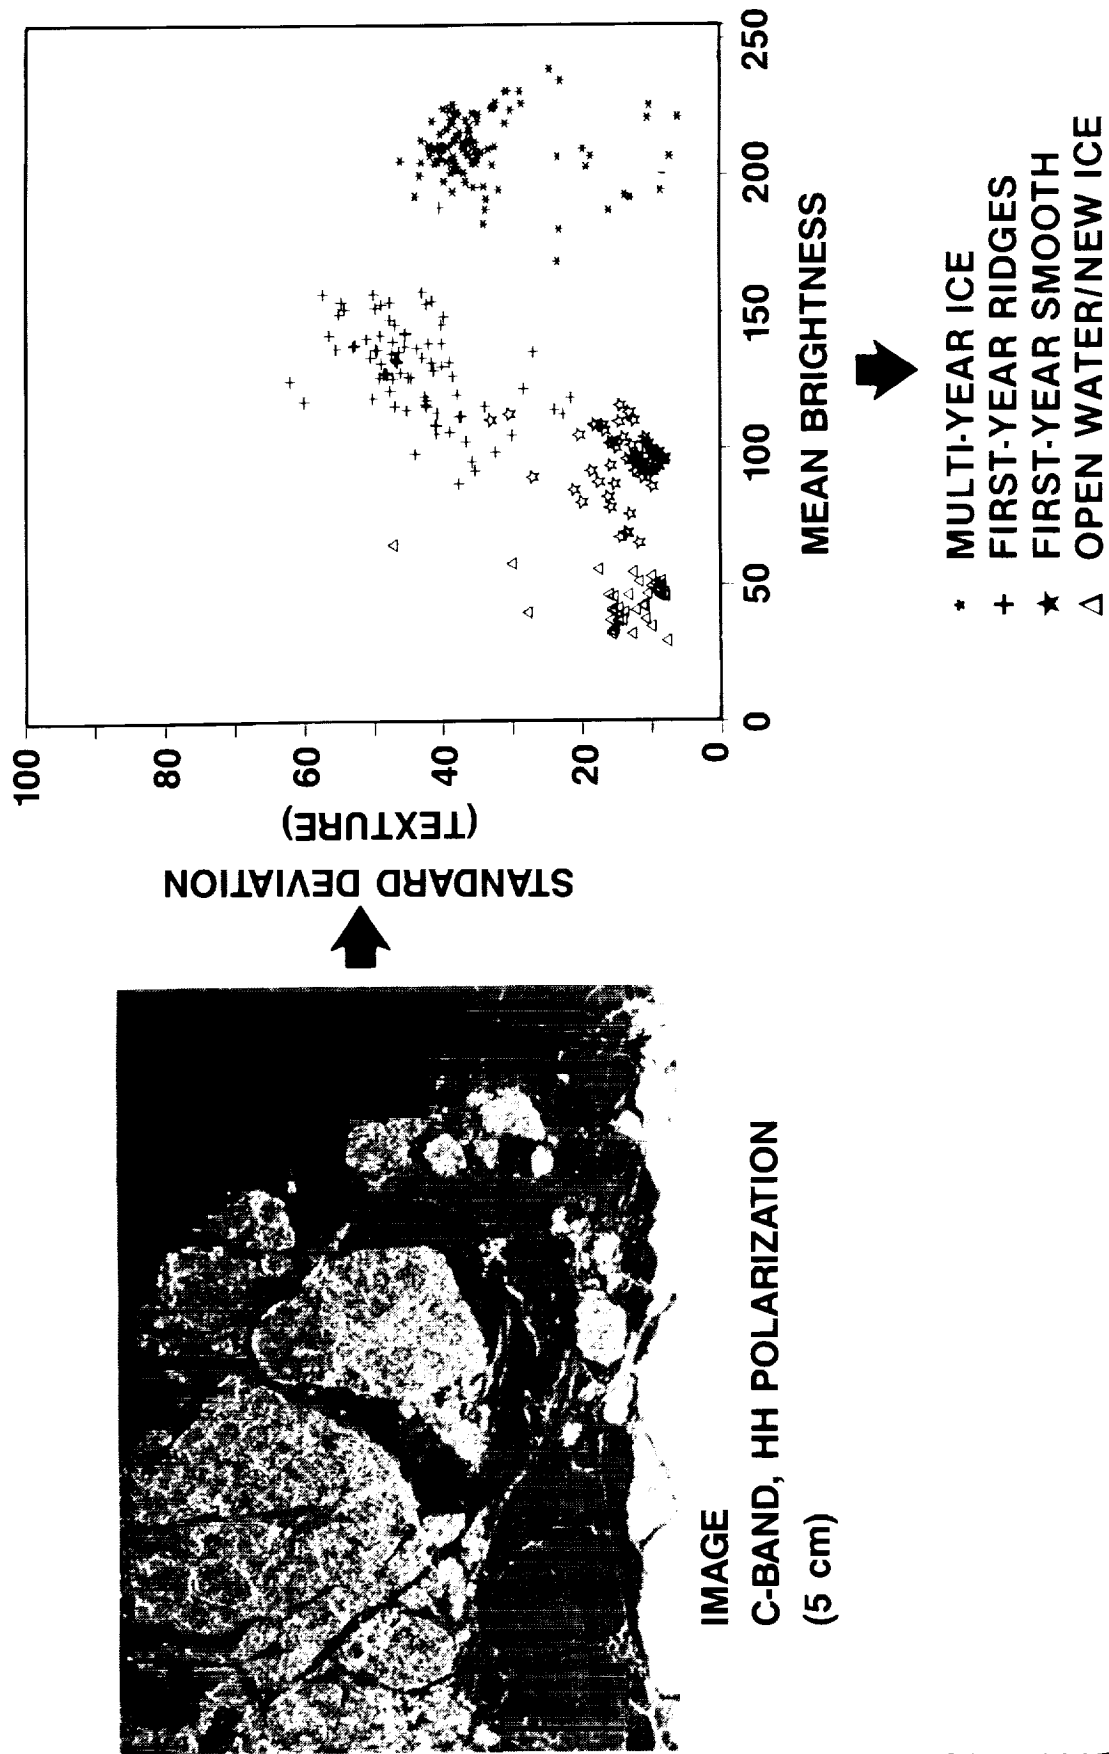 IMAGE
C-BAND, HH POLARIZATION
(5 cm)
STANDARD DEVIATION
(TEXTURE)
100
80
60
40
20
0
0
50
100
150
200
250
MEAN BRIGHTNESS
* MULTI-YEAR ICE
+ FIRST-YEAR RIDGES
★ FIRST-YEAR SMOOTH
△ OPEN WATER/NEW ICE